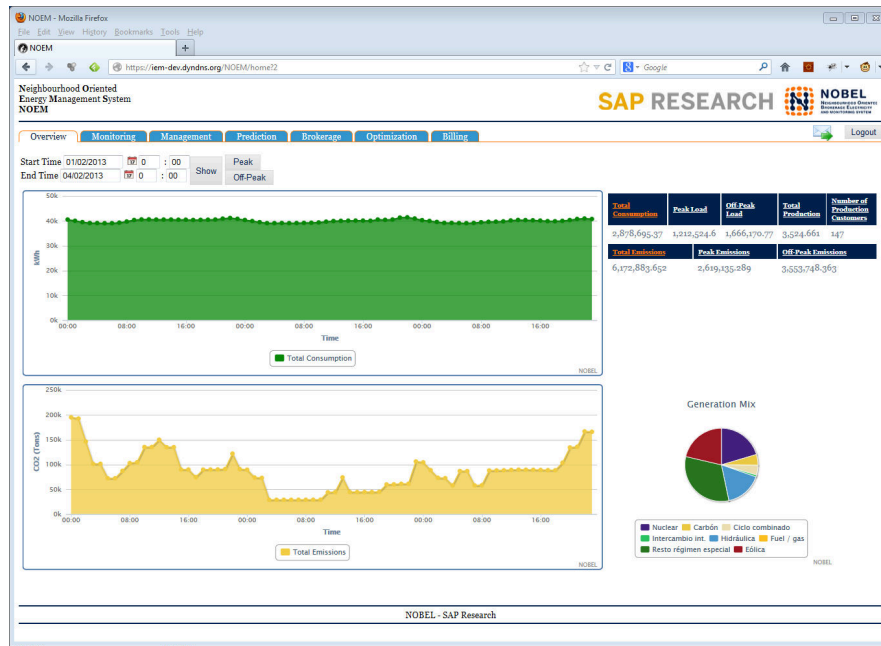 NOEM - Mozilla Firefox
File Edit View History Bookmarks Tools Help
NOEM
https://iem-dev.dyndns.org/NOEM/home?2
Google
Neighbourhood Oriented
Energy Management System
NOEM
SAP RESEARCH
NOBEL
Neighbourhood Oriented
Brokerage Electricity
and Monitoring System
Overview Monitoring Management Prediction Brokerage Optimization Billing
Logout
Start Time 01/02/2013 0 : 00 Show Peak
End Time 04/02/2013 0 : 00 Off-Peak
50k
40k
30k
20k
10k
0k
kWh
00:00 08:00 16:00 00:00 08:00 16:00 00:00 08:00 16:00
Time
Total Consumption
NOBEL
Total Consumption Peak Load Off-Peak Load Total Production Number of Production Customers
2,878,695.37 1,212,524.6 1,666,170.77 3,524.661 147
Total Emissions Peak Emissions Off-Peak Emissions
6,172,883.652 2,619,135.289 3,553,748.363
250k
200k
150k
100k
50k
0k
CO2 (Tons)
00:00 08:00 16:00 00:00 08:00 16:00 00:00 08:00 16:00
Time
Total Emissions
NOBEL
Generation Mix
Nuclear Carbón Ciclo combinado
Intercambio int. Hidráulica Fuel / gas
Resto régimen especial Eólica
NOBEL
NOBEL - SAP Research